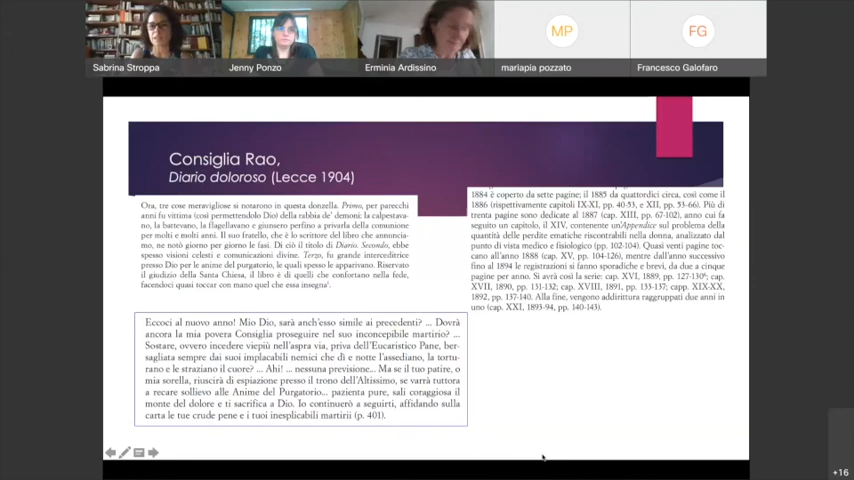 MP
FG
Sabrina Stroppa
Jenny Ponzo
Erminia Ardissino
mariapia pozzato
Francesco Galofaro
Consiglia Rao,
Diario doloroso (Lecce 1904)
Ora, tre cose meravigliose si notarono in questa donzella. Primo, per parecchi
anni fu vittima (così permettendolo Dio) della rabbia de' demoni: la calpestava-
no, la battevano, la flagellavano e giunsero perfino a privarla della comunione
per molti e molti anni. Il suo fratello, che è lo scrittore del libro che annuncia-
mo, ne notò giorno per giorno le fasi. Di ciò il titolo di Diario. Secondo, ebbe
spesso visioni celesti e comunicazioni divine. Terzo, fu grande interceditrice
presso Dio per le anime del purgatorio, le quali spesso le apparivano. Riservato
il giudizio della Santa Chiesa, il libro è di quelli che confortano nella fede,
facendoci quasi toccar con mano quel che essa insegna
Eccoci al nuovo anno! Mio Dio, sarà anch'esso simile ai precedenti? ... Dovrà
ancora la mia povera Consiglia proseguire nel suo inconcepibile martirio? ...
Sostare, ovvero incedere viepiù nell'aspra via, priva dell'Eucaristico Pane, ber-
sagliata sempre dai suoi implacabili nemici che dì e notte l'assediano, la tortu-
rano e le straziano il cuore? ... Ahi! ... nessuna previsione... Ma se il tuo patire, o
mia sorella, riuscirà di espiazione presso il trono dell'Altissimo, se varrà tuttora
a recare sollievo alle Anime del Purgatorio... pazienta pure, sali coraggiosa il
monte del dolore e ti sacrifica a Dio. Io continuerò a seguirti, affidando sulla
carta le tue crude pene e i tuoi inesplicabili martirii (p. 401).
1884 è coperto da sette pagine; il 1885 da quattordici circa, così come il
1886 (rispettivamente capitoli IX-XI, pp. 40-53, e XII, pp. 53-66). Più di
trenta pagine sono dedicate al 1887 (cap. XIII, pp. 67-102), anno cui fa
seguito un capitolo, il XIV, contenente un'Appendice sul problema della
quantità delle perdite ematiche riscontrabili nella donna, analizzato dal
punto di vista medico e fisiologico (pp. 102-104). Quasi venti pagine toc-
cano all'anno 1888 (cap. XV, pp. 104-126), mentre dall'anno successivo
fino al 1894 le registrazioni si fanno sporadiche e brevi, da due a cinque
pagine per anno. Si avrà così la serie: cap. XVI, 1889, pp. 127-130; cap.
XVII, 1890, pp. 131-132; cap. XVIII, 1891, pp. 133-137; capp. XIX-XX,
1892, pp. 137-140. Alla fine, vengono addirittura raggruppati due anni in
uno (cap. XXI, 1893-94, pp. 140-143).
+16